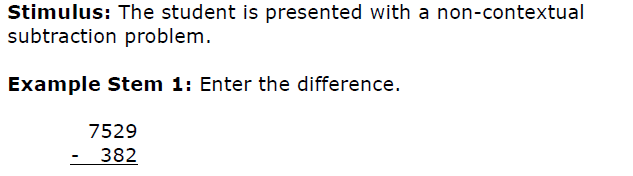 Stimulus: The student is presented with a non-contextual
subtraction problem.
Example Stem 1: Enter the difference.
7529
- 382